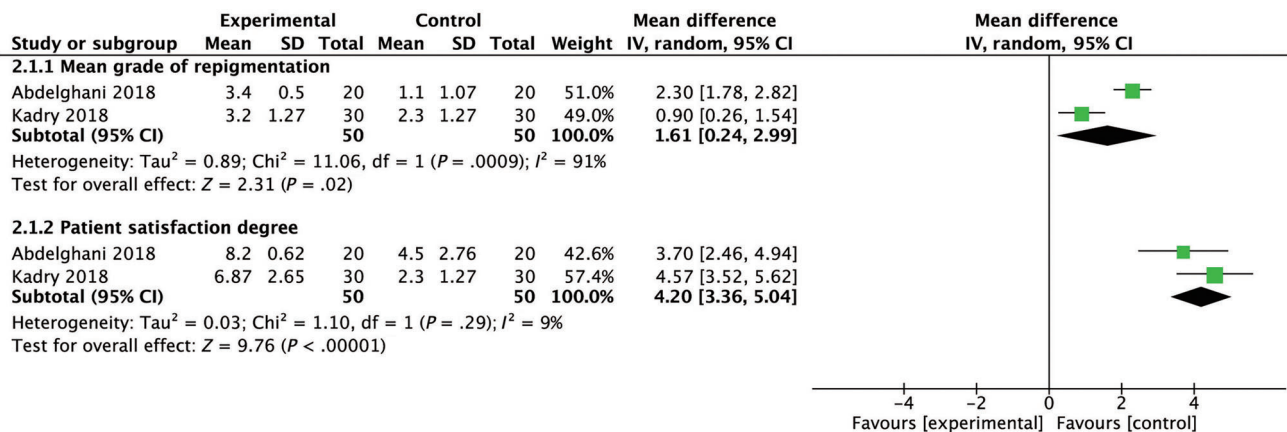 Experimental Control Mean difference Mean difference
Study or subgroup Mean SD Total Mean SD Total Weight IV, random, 95% CI IV, random, 95% CI
2.1.1 Mean grade of repigmentation
Abdelghani 2018 3.4 0.5 20 1.1 1.07 20 51.0% 2.30 [1.78, 2.82]
Kadry 2018 3.2 1.27 30 2.3 1.27 30 49.0% 0.90 [0.26, 1.54]
Subtotal (95% CI) 50 50 100.0% 1.61 [0.24, 2.99]
Heterogeneity: Tau² = 0.89; Chi² = 11.06, df = 1 (P = .0009); I² = 91%
Test for overall effect: Z = 2.31 (P = .02)
2.1.2 Patient satisfaction degree
Abdelghani 2018 8.2 0.62 20 4.5 2.76 20 42.6% 3.70 [2.46, 4.94]
Kadry 2018 6.87 2.65 30 2.3 1.27 30 57.4% 4.57 [3.52, 5.62]
Subtotal (95% CI) 50 50 100.0% 4.20 [3.36, 5.04]
Heterogeneity: Tau² = 0.03; Chi² = 1.10, df = 1 (P = .29); I² = 9%
Test for overall effect: Z = 9.76 (P < .00001)
-4 -2 0 2 4
Favours [experimental] Favours [control]